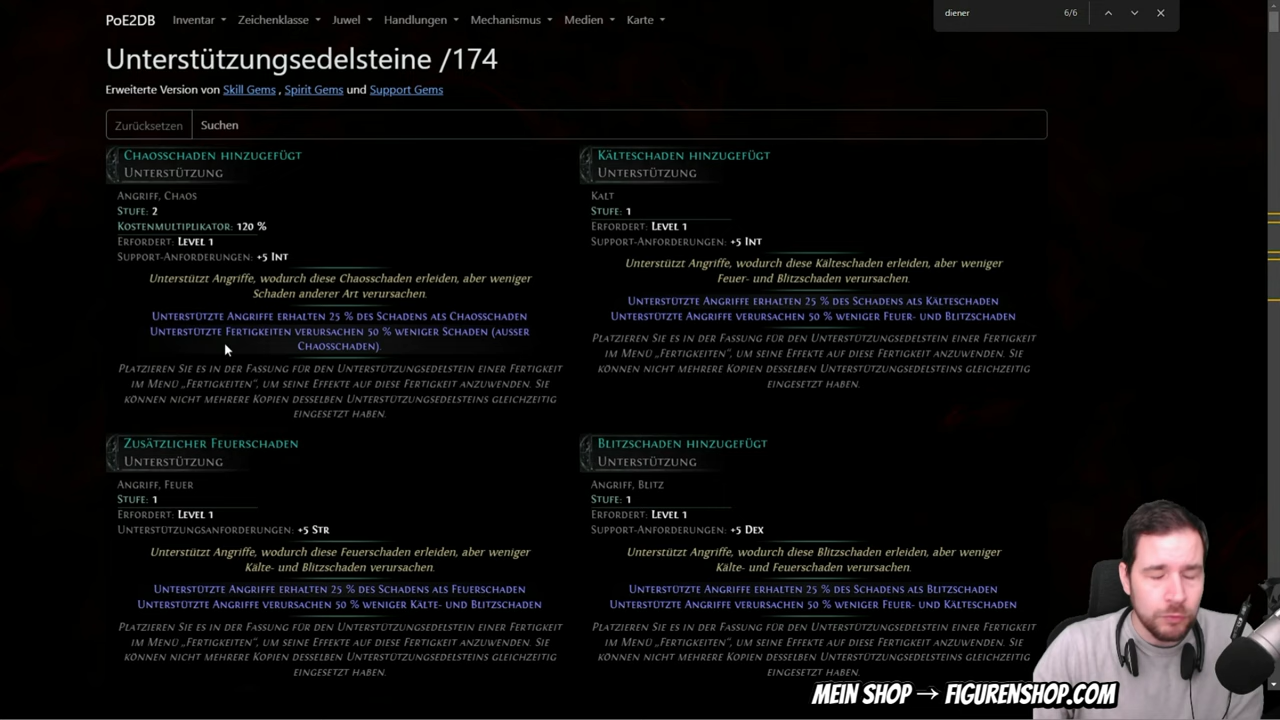 PoE2DB Inventar Zeichenklasse Juwel Handlungen Mechanismus Medien Karte
diener 6/6
Unterstützungsedelsteine /174
Erweiterte Version von Skill Gems , Spirit Gems und Support Gems
Zurücksetzen Suchen
Chaosschaden hinzugefügt
Unterstützung
Angriff, Chaos
Stufe: 2
Kostenmultiplikator: 120 %
Erfordert: Level 1
Support-Anforderungen: +5 Int
Unterstützt Angriffe, wodurch diese Chaosschaden erleiden, aber weniger
Schaden anderer Art verursachen.
Unterstützte Angriffe erhalten 25 % des Schadens als Chaosschaden
Unterstützte Fertigkeiten verursachen 50 % weniger Schaden (außer
Chaosschaden).
Platzieren Sie es in der Fassung für den Unterstützungsedelstein einer Fertigkeit
im Menü „Fertigkeiten“, um seine Effekte auf diese Fertigkeit anzuwenden. Sie
können nicht mehrere Kopien desselben Unterstützungsedelsteins gleichzeitig
eingesetzt haben.
Kälteschaden hinzugefügt
Unterstützung
Kalt
Stufe: 1
Erfordert: Level 1
Support-Anforderungen: +5 Int
Unterstützt Angriffe, wodurch diese Kälteschaden erleiden, aber weniger
Feuer- und Blitzschaden verursachen.
Unterstützte Angriffe erhalten 25 % des Schadens als Kälteschaden
Unterstützte Angriffe verursachen 50 % weniger Feuer- und Blitzschaden
Platzieren Sie es in der Fassung für den Unterstützungsedelstein einer Fertigkeit
im Menü „Fertigkeiten“, um seine Effekte auf diese Fertigkeit anzuwenden. Sie
können nicht mehrere Kopien desselben Unterstützungsedelsteins gleichzeitig
eingesetzt haben.
Zusätzlicher Feuerschaden
Unterstützung
Angriff, Feuer
Stufe: 1
Erfordert: Level 1
Unterstützungsanforderungen: +5 Str
Unterstützt Angriffe, wodurch diese Feuerschaden erleiden, aber weniger
Kälte- und Blitzschaden verursachen.
Unterstützte Angriffe erhalten 25 % des Schadens als Feuerschaden
Unterstützte Angriffe verursachen 50 % weniger Kälte- und Blitzschaden
Platzieren Sie es in der Fassung für den Unterstützungsedelstein einer Fertigkeit
im Menü „Fertigkeiten“, um seine Effekte auf diese Fertigkeit anzuwenden. Sie
können nicht mehrere Kopien desselben Unterstützungsedelsteins gleichzeitig
eingesetzt haben.
Blitzschaden hinzugefügt
Unterstützung
Angriff, Blitz
Stufe: 1
Erfordert: Level 1
Support-Anforderungen: +5 Dex
Unterstützt Angriffe, wodurch diese Blitzschaden erleiden, aber weniger
Kälte- und Feuerschaden verursachen.
Unterstützte Angriffe erhalten 25 % des Schadens als Blitzschaden
Unterstützte Angriffe verursachen 50 % weniger Feuer- und Kälteschaden
Platzieren Sie es in der Fassung für den Unterstützungsedelstein einer Fertigkeit
im Menü „Fertigkeiten“, um seine Effekte auf diese Fertigkeit anzuwenden. Sie
können nicht mehrere Kopien desselben Unterstützungsedelsteins gleichzeitig
eingesetzt haben.
MEIN SHOP → FIGURENSHOP.COM